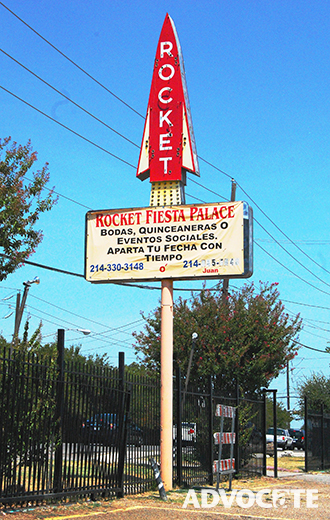 ROCKET
ROCKET FIESTA PALACE
BODAS, QUINCEANERAS O
EVENTOS SOCIALES.
APARTA TU FECHA CON
TIEMPO
214-330-3148 o'
Juan
ADVOCATE